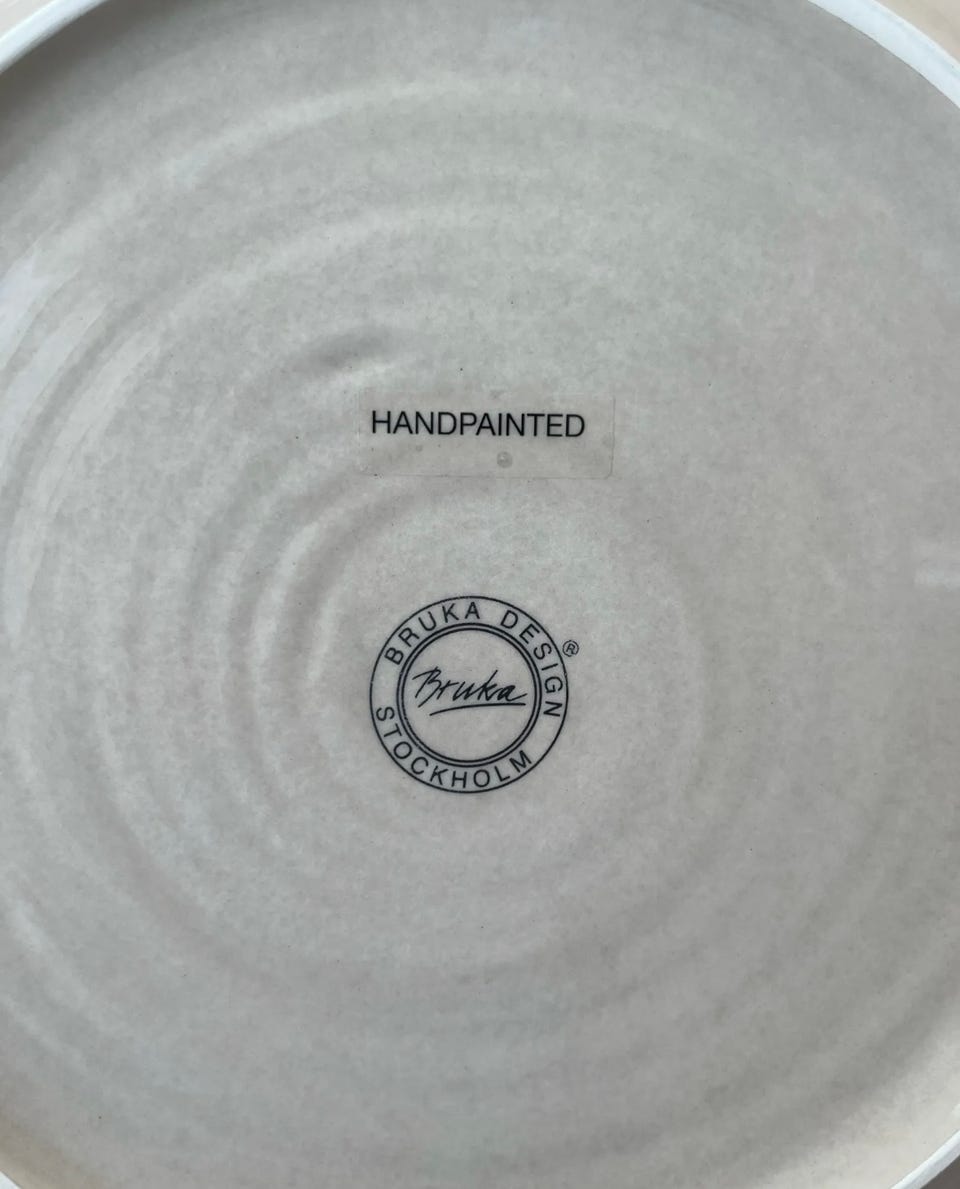 HANDPAINTED
BRUKA DESIGN
®
Bruka
STOCKHOLM